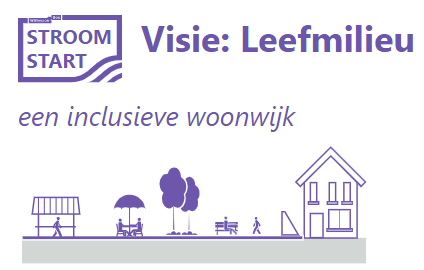 STROOM
START
Visie: Leefmilieu
een inclusieve woonwijk